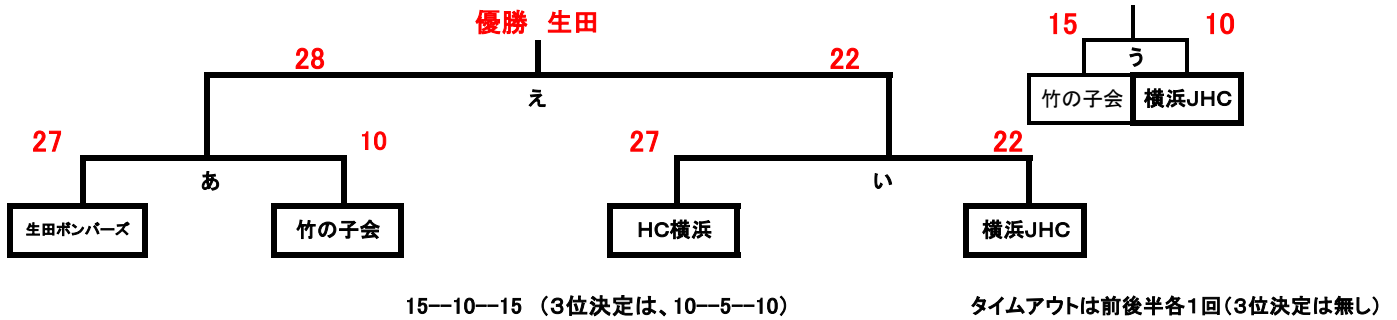 優勝　生田
15
10
28
22
う
え
竹の子会
横浜JHC
27
10
27
22
あ
い
生田ボンバーズ
竹の子会
HC横浜
横浜JHC
15--10--15　（３位決定は、10--5--10）
タイムアウトは前後半各１回（３位決定は無し）